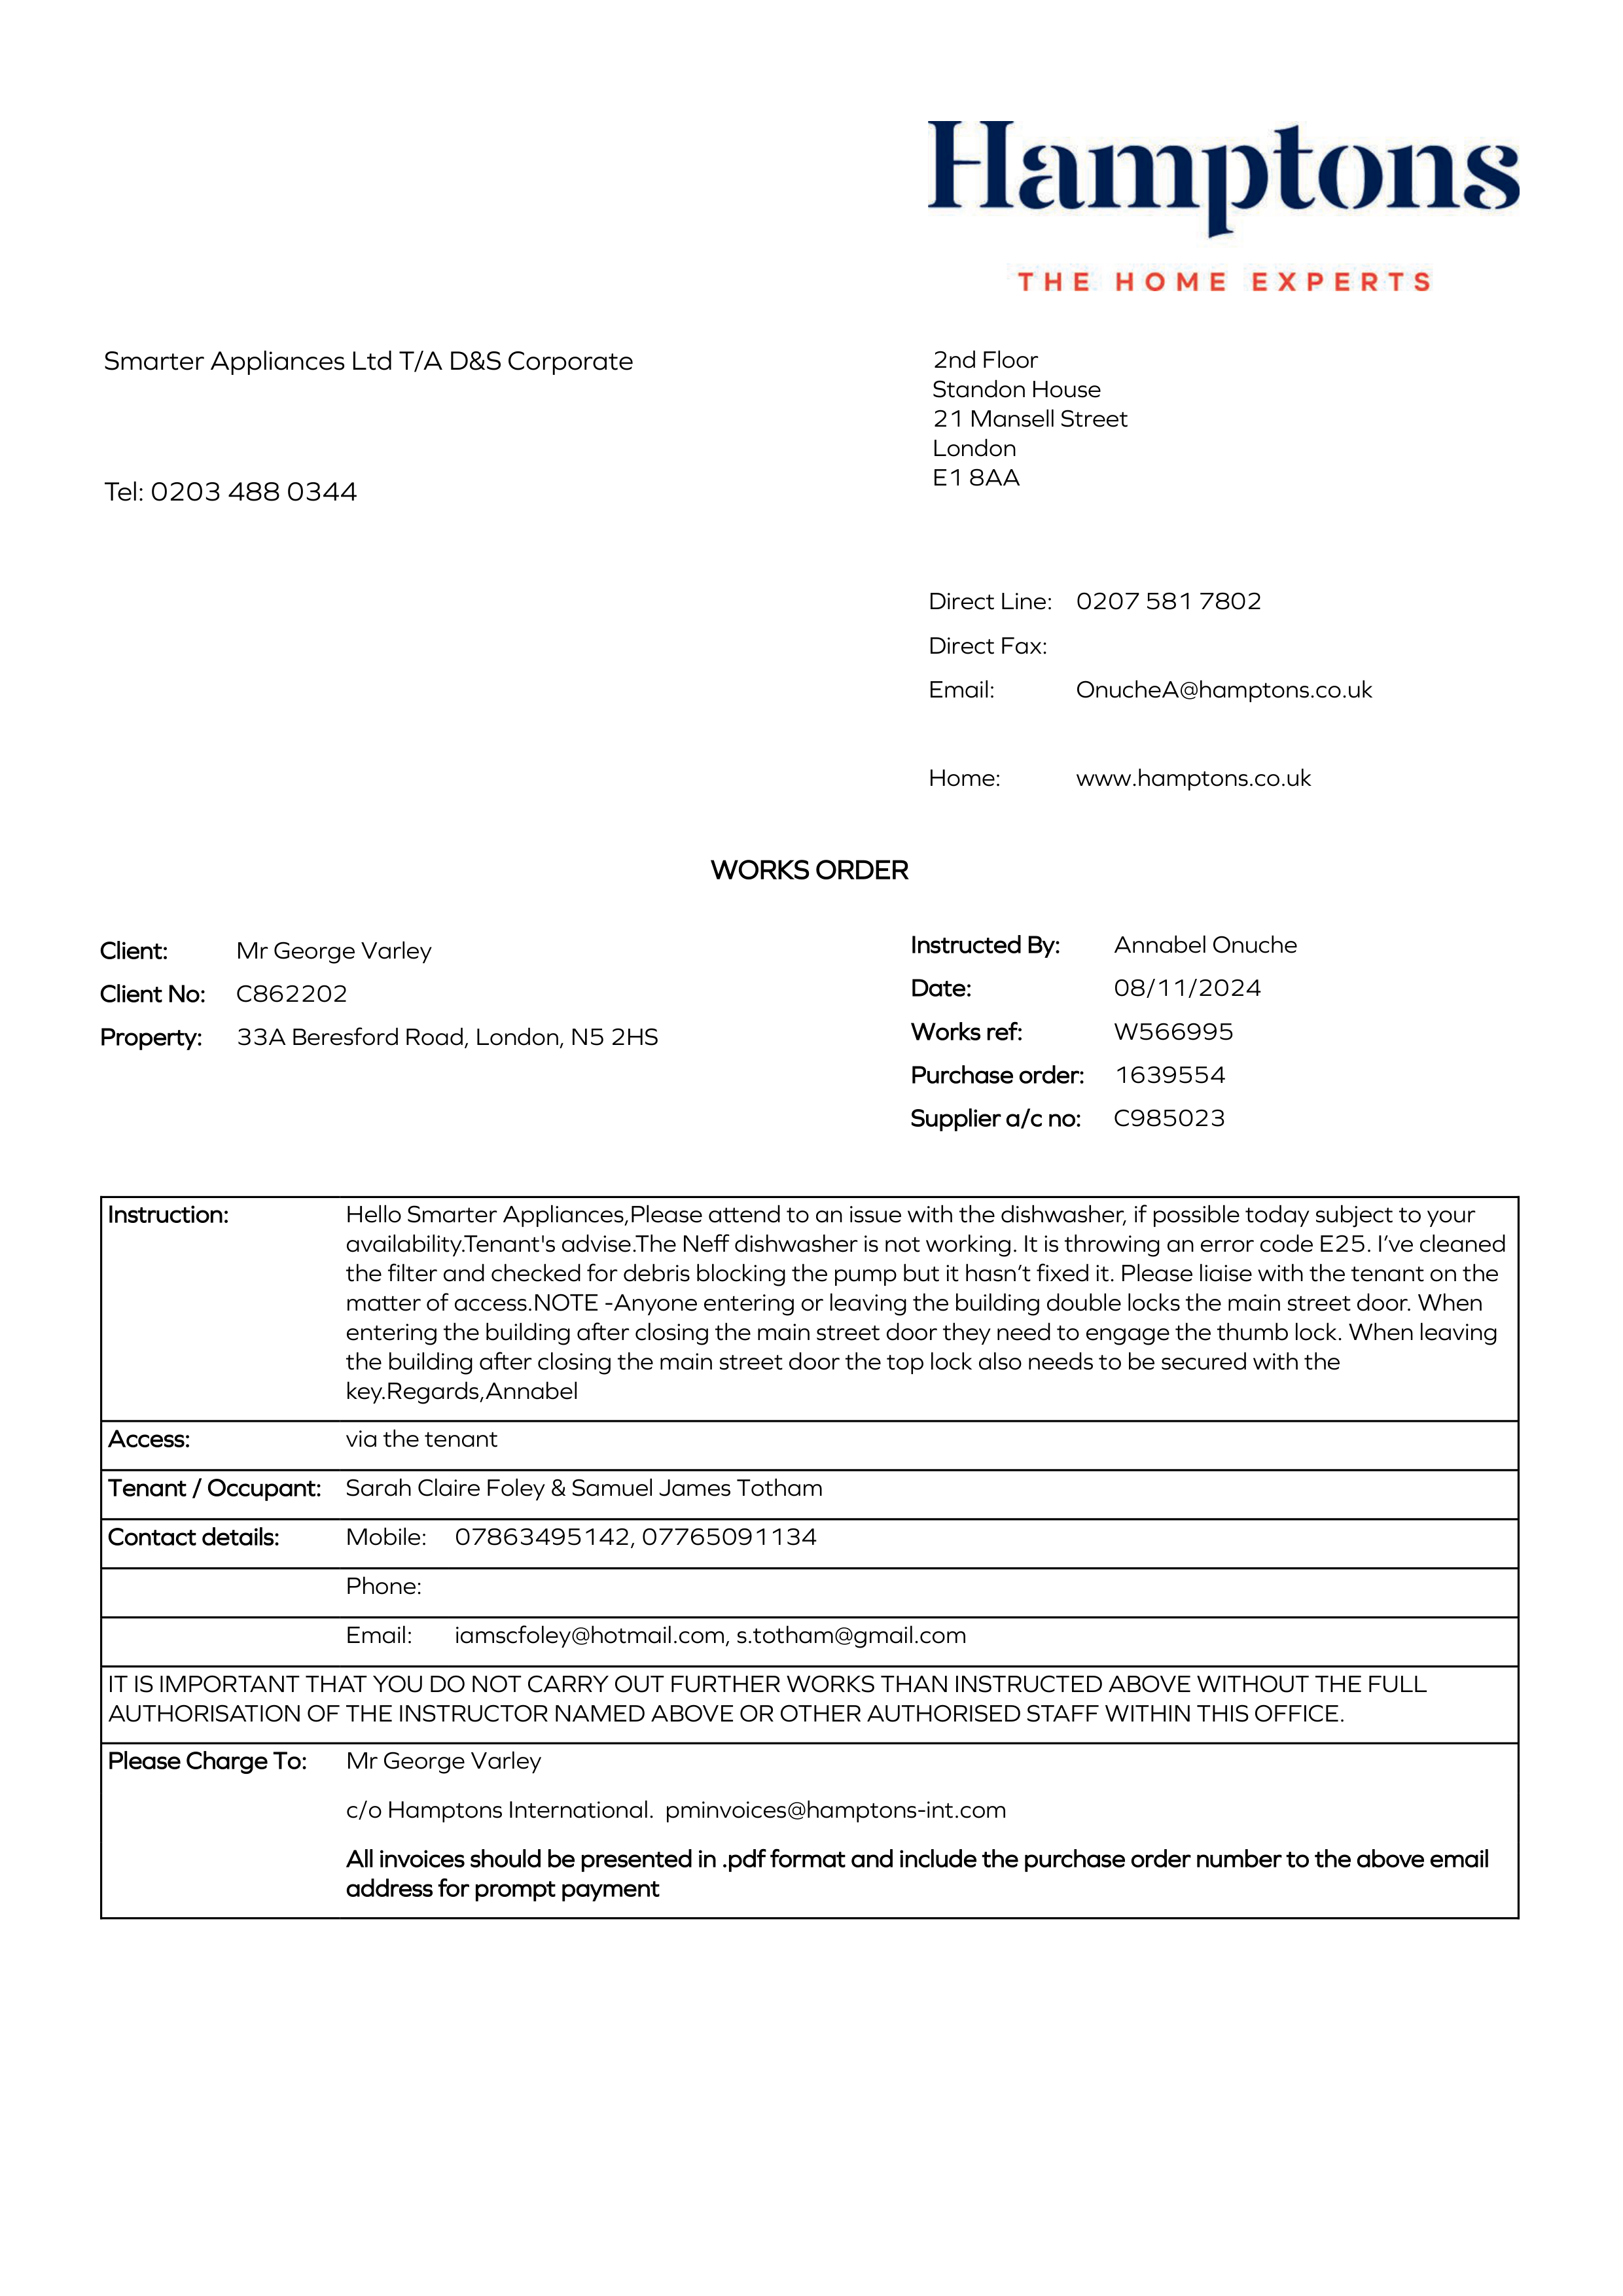 Hamptons
THE HOME EXPERTS
Smarter Appliances Ltd T/A D&S Corporate
Tel: 0203 488 0344
2nd Floor
Standon House
21 Mansell Street
London
E1 8AA
Direct Line: 0207 581 7802
Direct Fax:
Email: OnucheA@hamptons.co.uk
Home: www.hamptons.co.uk
WORKS ORDER
Client: Mr George Varley
Client No: C862202
Property: 33A Beresford Road, London, N5 2HS
Instructed By: Annabel Onuche
Date: 08/11/2024
Works ref: W566995
Purchase order: 1639554
Supplier a/c no: C985023
Instruction: Hello Smarter Appliances,Please attend to an issue with the dishwasher, if possible today subject to your
availability.Tenant's advise.The Neff dishwasher is not working. It is throwing an error code E25. I’ve cleaned
the filter and checked for debris blocking the pump but it hasn’t fixed it. Please liaise with the tenant on the
matter of access.NOTE -Anyone entering or leaving the building double locks the main street door. When
entering the building after closing the main street door they need to engage the thumb lock. When leaving
the building after closing the main street door the top lock also needs to be secured with the
key.Regards,Annabel
Access: via the tenant
Tenant / Occupant: Sarah Claire Foley & Samuel James Totham
Contact details: Mobile: 07863495142, 07765091134
Phone:
Email: iamscfoley@hotmail.com, s.totham@gmail.com
IT IS IMPORTANT THAT YOU DO NOT CARRY OUT FURTHER WORKS THAN INSTRUCTED ABOVE WITHOUT THE FULL
AUTHORISATION OF THE INSTRUCTOR NAMED ABOVE OR OTHER AUTHORISED STAFF WITHIN THIS OFFICE.
Please Charge To: Mr George Varley
c/o Hamptons International. pminvoices@hamptons-int.com
All invoices should be presented in .pdf format and include the purchase order number to the above email
address for prompt payment